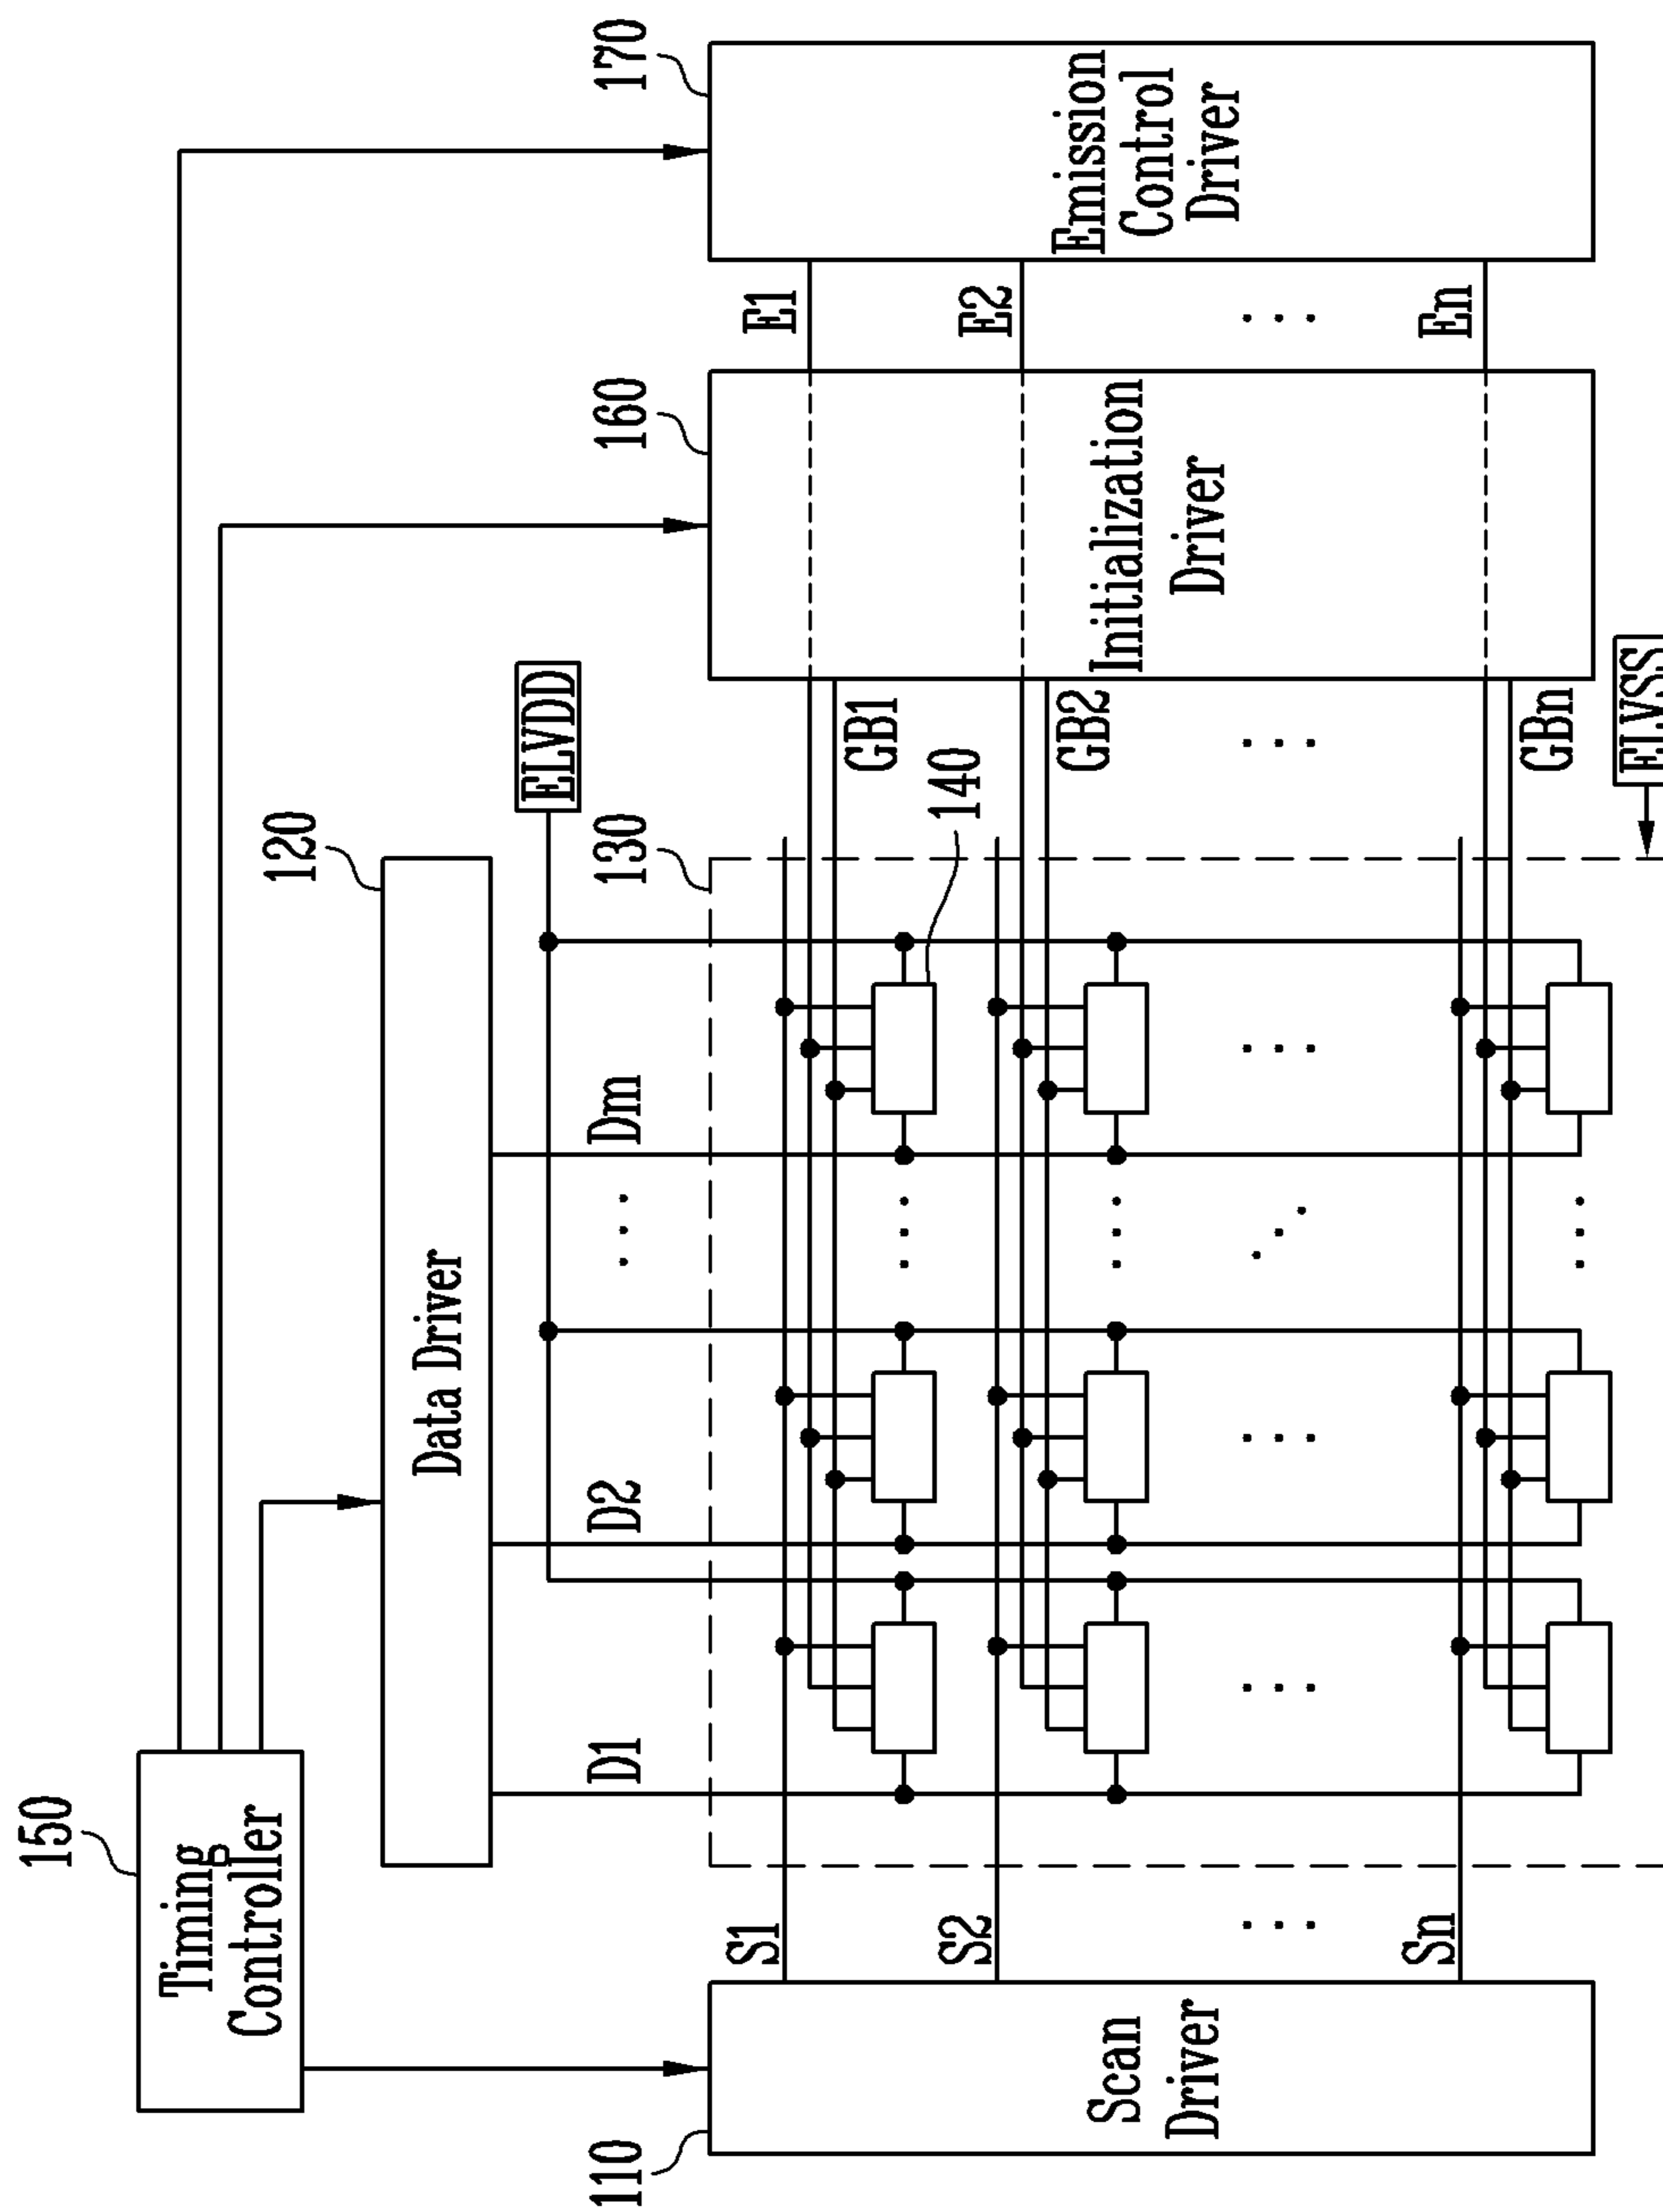 150
Timing
Controller
120
Data Driver
ELVDD
D1
D2
. . .
Dm
130
160
170
110
Scan
Driver
S1
S2
. . .
Sn
140
GB1
GB2
. . .
GBn
Initialization
Driver
E1
E2
. . .
En
Emission
Control
Driver
ELVSS